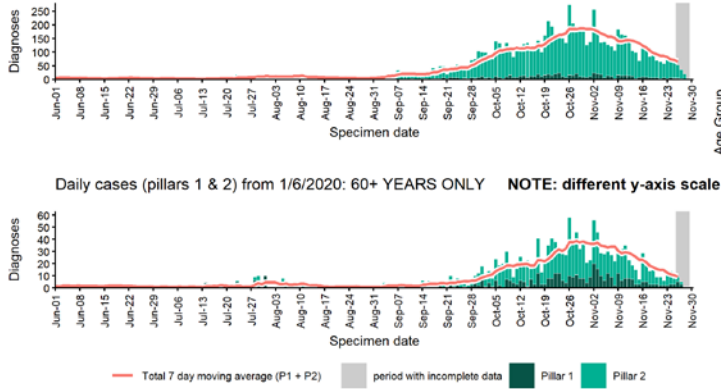 250
200
150
100
50
0
Diagnoses
Jun-01 Jun-08 Jun-15 Jun-22 Jun-29 Jul-06 Jul-13 Jul-20 Jul-27 Aug-03 Aug-10 Aug-17 Aug-24 Aug-31 Sep-07 Sep-14 Sep-21 Sep-28 Oct-05 Oct-12 Oct-19 Oct-26 Nov-02 Nov-09 Nov-16 Nov-23 Nov-30
Specimen date
Age Group
Daily cases (pillars 1 & 2) from 1/6/2020: 60+ YEARS ONLY NOTE: different y-axis scale
60
50
40
30
20
10
0
Diagnoses
Jun-01 Jun-08 Jun-15 Jun-22 Jun-29 Jul-06 Jul-13 Jul-20 Jul-27 Aug-03 Aug-10 Aug-17 Aug-24 Aug-31 Sep-07 Sep-14 Sep-21 Sep-28 Oct-05 Oct-12 Oct-19 Oct-26 Nov-02 Nov-09 Nov-16 Nov-23 Nov-30
Specimen date
Total 7 day moving average (P1 + P2) period with incomplete data Pillar 1 Pillar 2